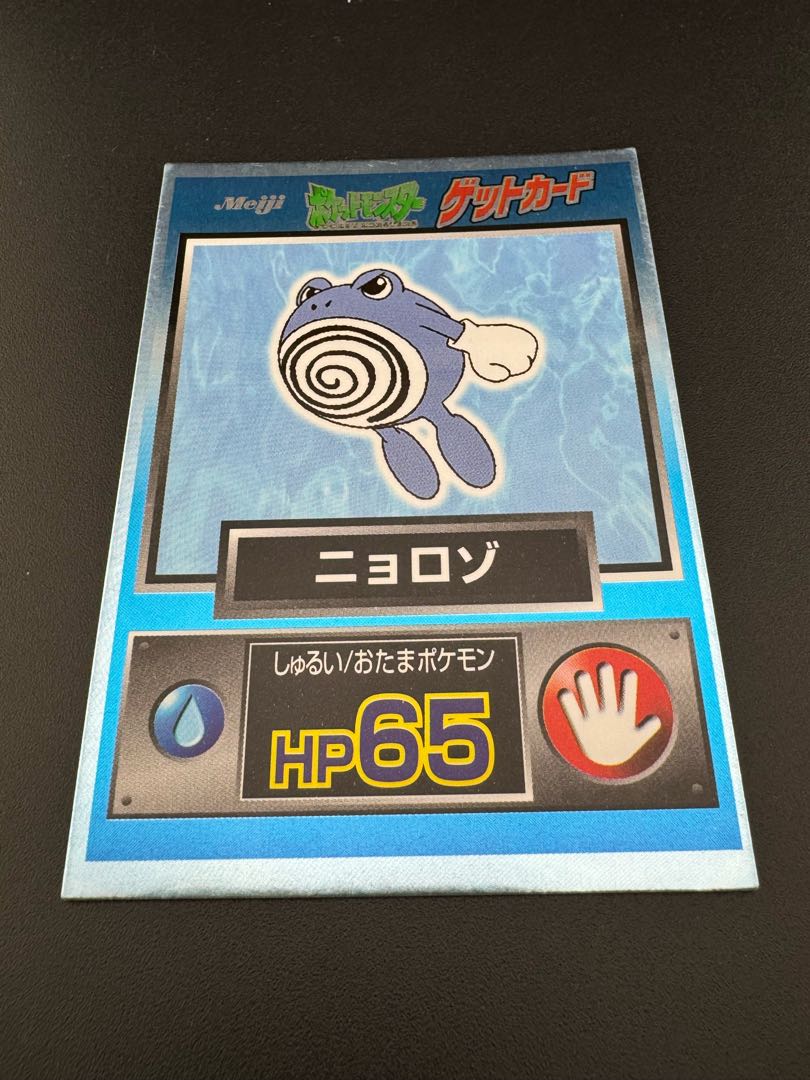 Meiji
ポケットモンスター
ゲットカード
ニョロゾ
しゅるい/おたまポケモン
HP65